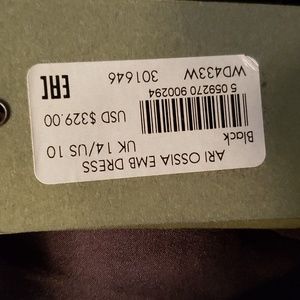 ARI OSSIA EMB DRESS
UK 14/US 10
Black
5 059270 900294
USD $329.00
WD433W 301646
EAC